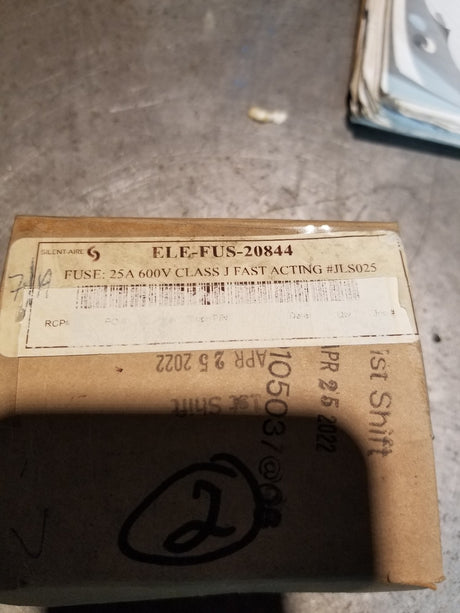 SILENT-AIRE
ELE-FUS-20844
FUSE: 25A 600V CLASS J FAST ACTING #JLS025
RCP#
Date
1st Shift
APR 25 2022
APR 25 2022
1st Shift
2